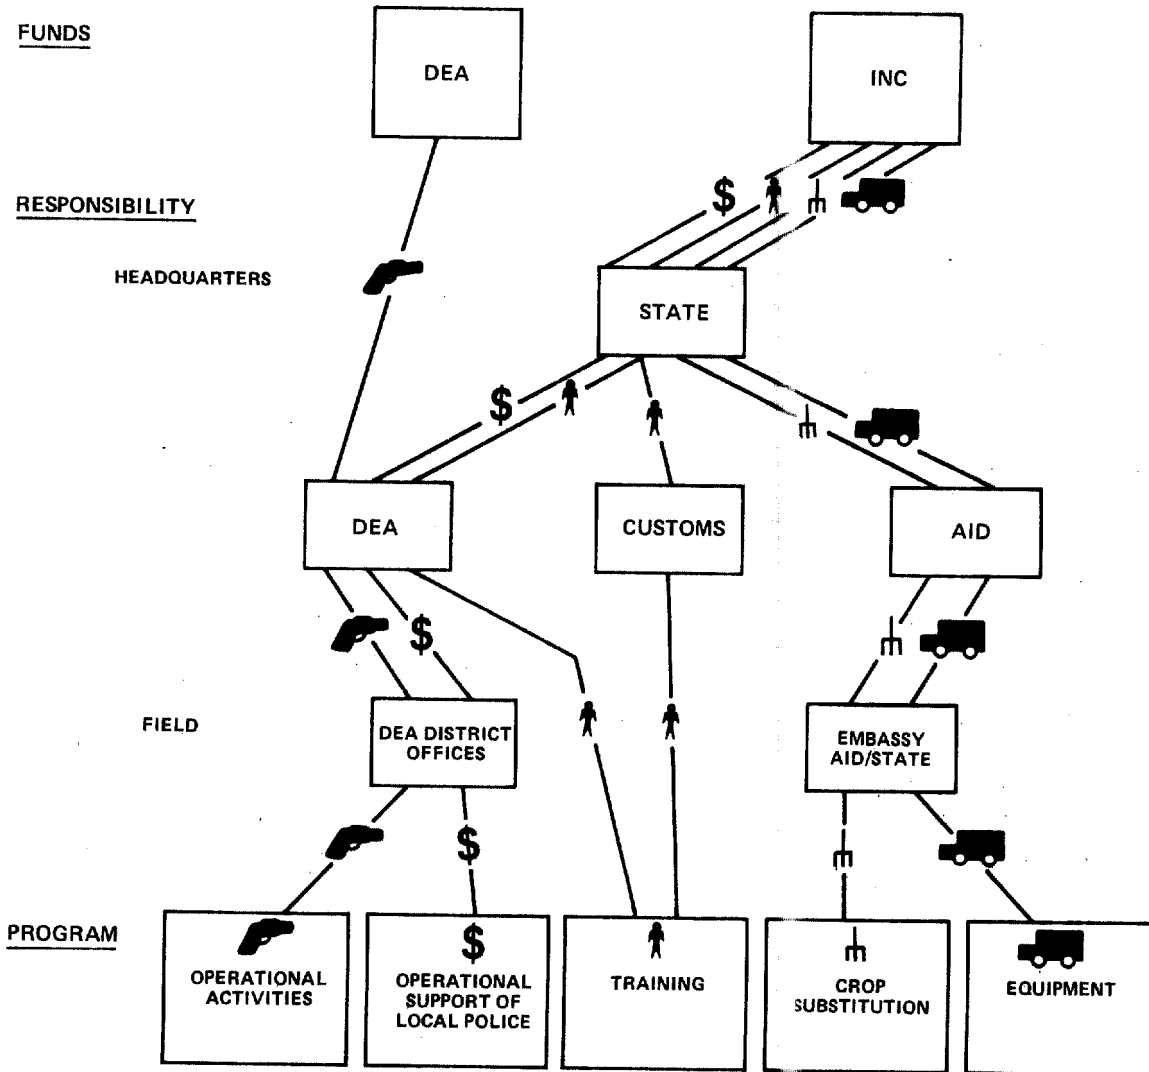 FUNDS
DEA
INC
RESPONSIBILITY
$
HEADQUARTERS
STATE
$
DEA
CUSTOMS
AID
$
FIELD
DEA DISTRICT
OFFICES
EMBASSY
AID/STATE
$
PROGRAM
$
OPERATIONAL
ACTIVITIES
OPERATIONAL
SUPPORT OF
LOCAL POLICE
TRAINING
CROP
SUBSTITUTION
EQUIPMENT